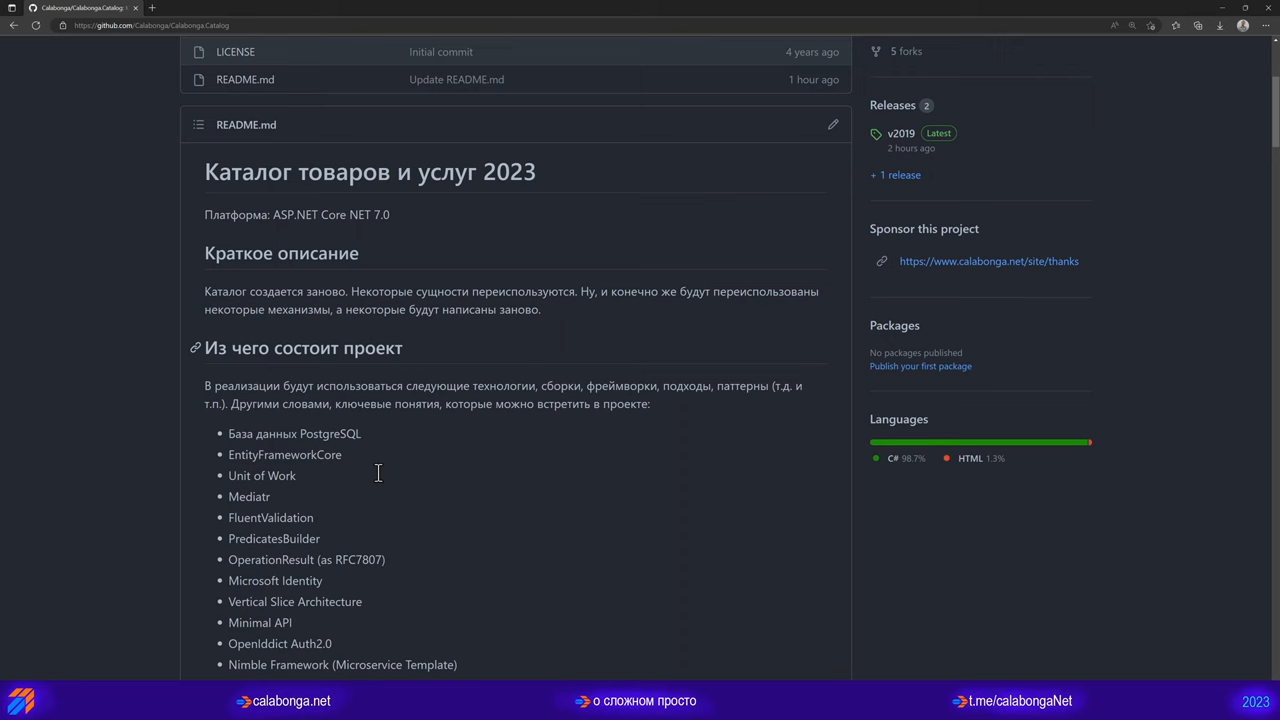 Calabonga/Calabonga.Catalog:
https://github.com/Calabonga/Calabonga.Catalog
LICENSE
Initial commit
4 years ago
README.md
Update README.md
1 hour ago
README.md
Каталог товаров и услуг 2023
Платформа: ASP.NET Core NET 7.0
Краткое описание
Каталог создается заново. Некоторые сущности переиспользуются. Ну, и конечно же будут переиспользованы
некоторые механизмы, а некоторые будут написаны заново.
Из чего состоит проект
В реализации будут использоваться следующие технологии, сборки, фреймворки, подходы, паттерны (т.д. и
т.п.). Другими словами, ключевые понятия, которые можно встретить в проекте:
База данных PostgreSQL
EntityFrameworkCore
Unit of Work
Mediatr
FluentValidation
PredicatesBuilder
OperationResult (as RFC7807)
Microsoft Identity
Vertical Slice Architecture
Minimal API
OpenIddict Auth2.0
Nimble Framework (Microservice Template)
5 forks
Releases 2
v2019 Latest
2 hours ago
+ 1 release
Sponsor this project
https://www.calabonga.net/site/thanks
Packages
No packages published
Publish your first package
Languages
C# 98.7%
HTML 1.3%
calabonga.net
о сложном просто
t.me/calabongaNet
2023